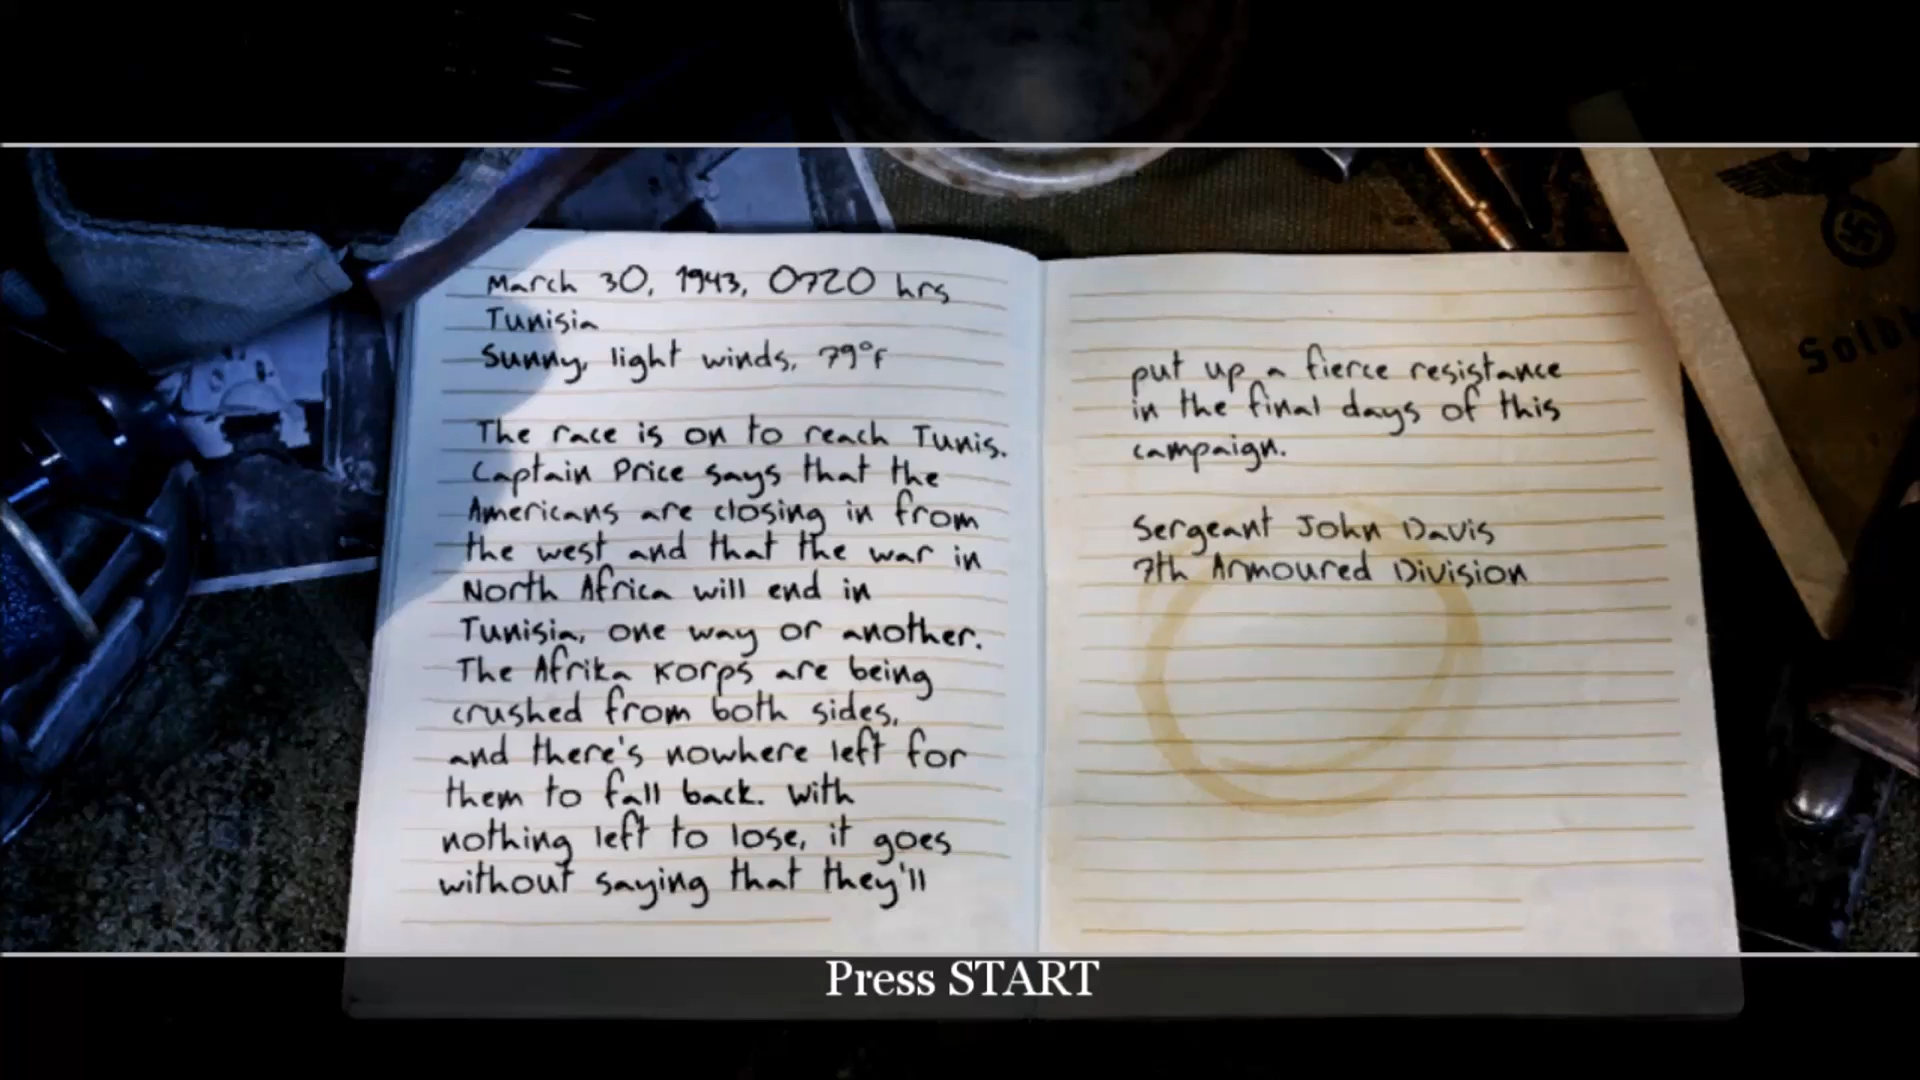 March 30, 1943, 0720 hrs
Tunisia
Sunny, light winds, 79°F
The race is on to reach Tunis.
Captain Price says that the
Americans are closing in from
the west and that the war in
North Africa will end in
Tunisia, one way or another.
The Afrika Korps are being
crushed from both sides,
and there's nowhere left for
them to fall back. With
nothing left to lose, it goes
without saying that they'll
put up a fierce resistance
in the final days of this
campaign.
Sergeant John Davis
7th Armoured Division
Press START